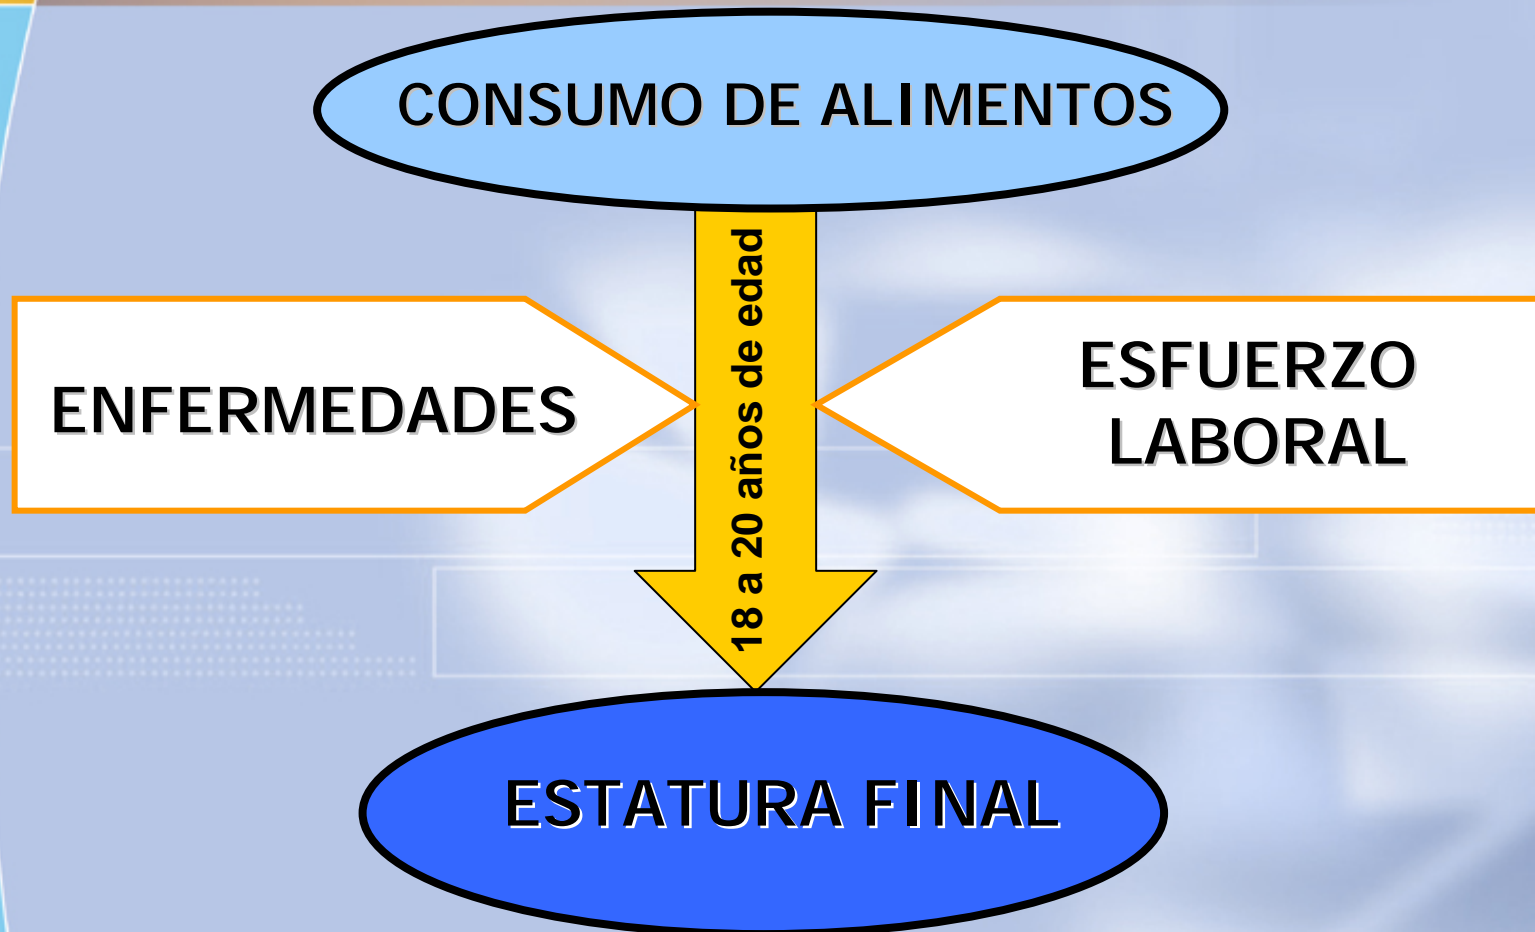 CONSUMO DE ALIMENTOS
18 a 20 años de edad
ENFERMEDADES
ESFUERZO
LABORAL
ESTATURA FINAL